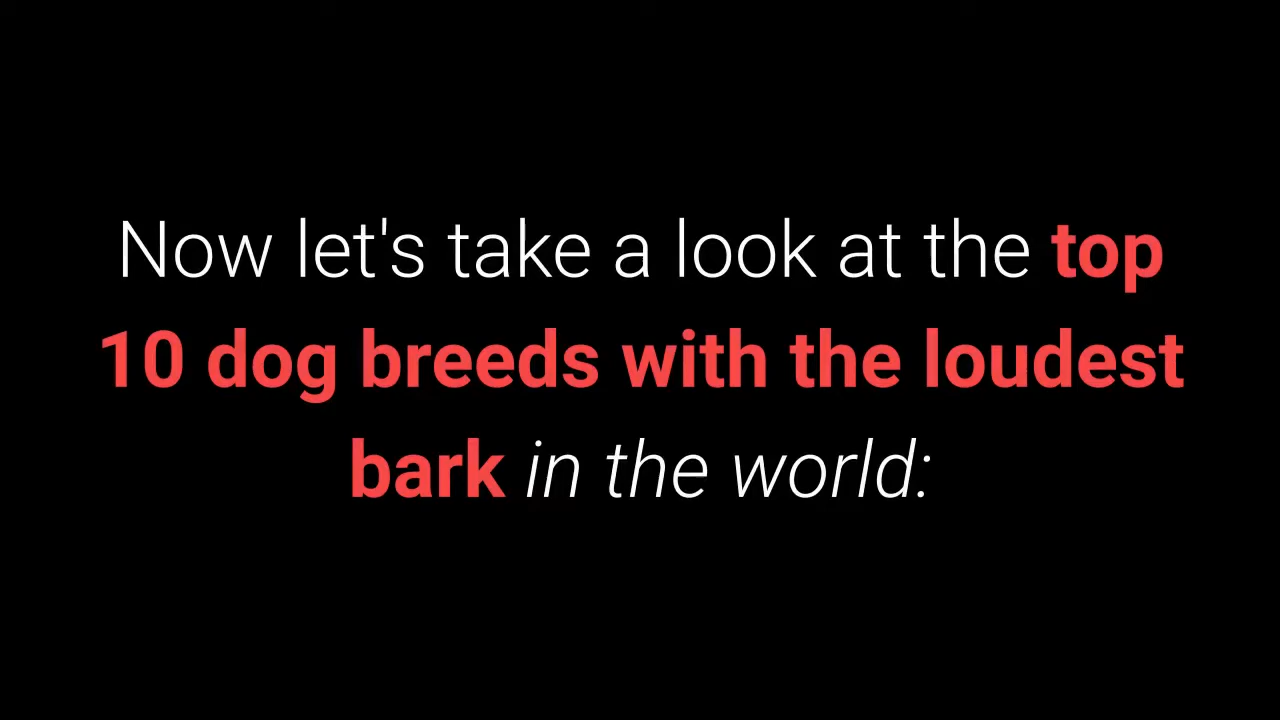 Now let's take a look at the top
10 dog breeds with the loudest
bark in the world: